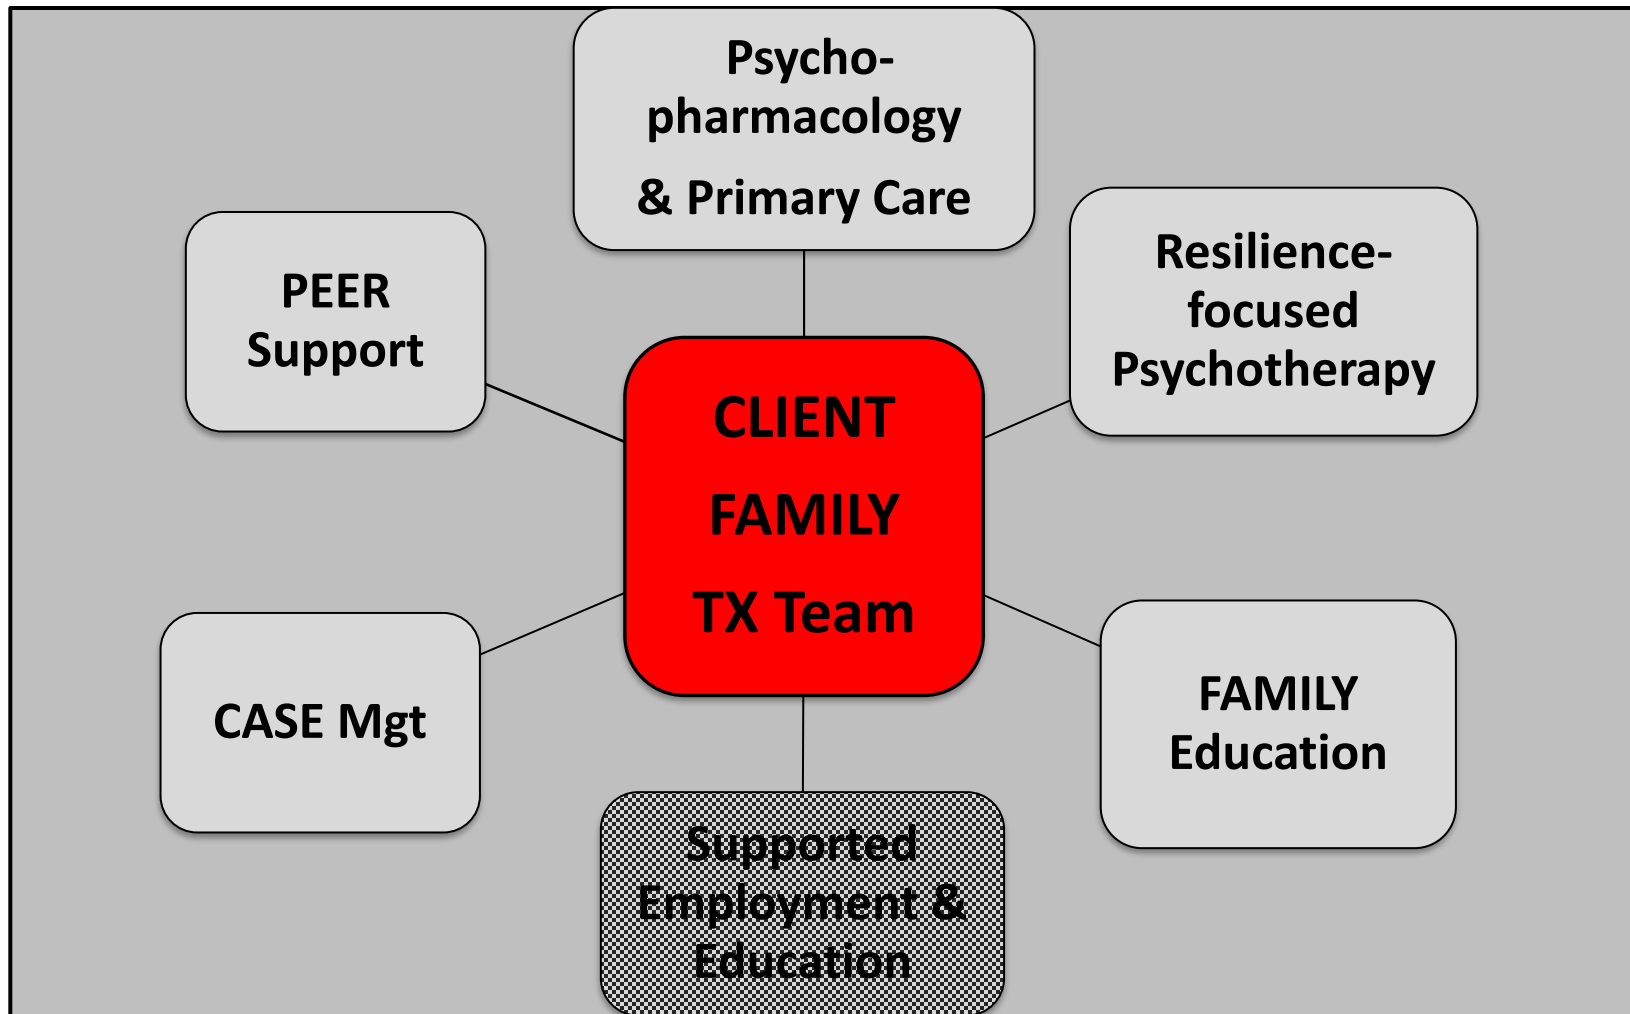 Psycho-
pharmacology
& Primary Care
PEER
Support
Resilience-
focused
Psychotherapy
CLIENT
FAMILY
TX Team
CASE Mgt
FAMILY
Education
Supported
Employment &
Education